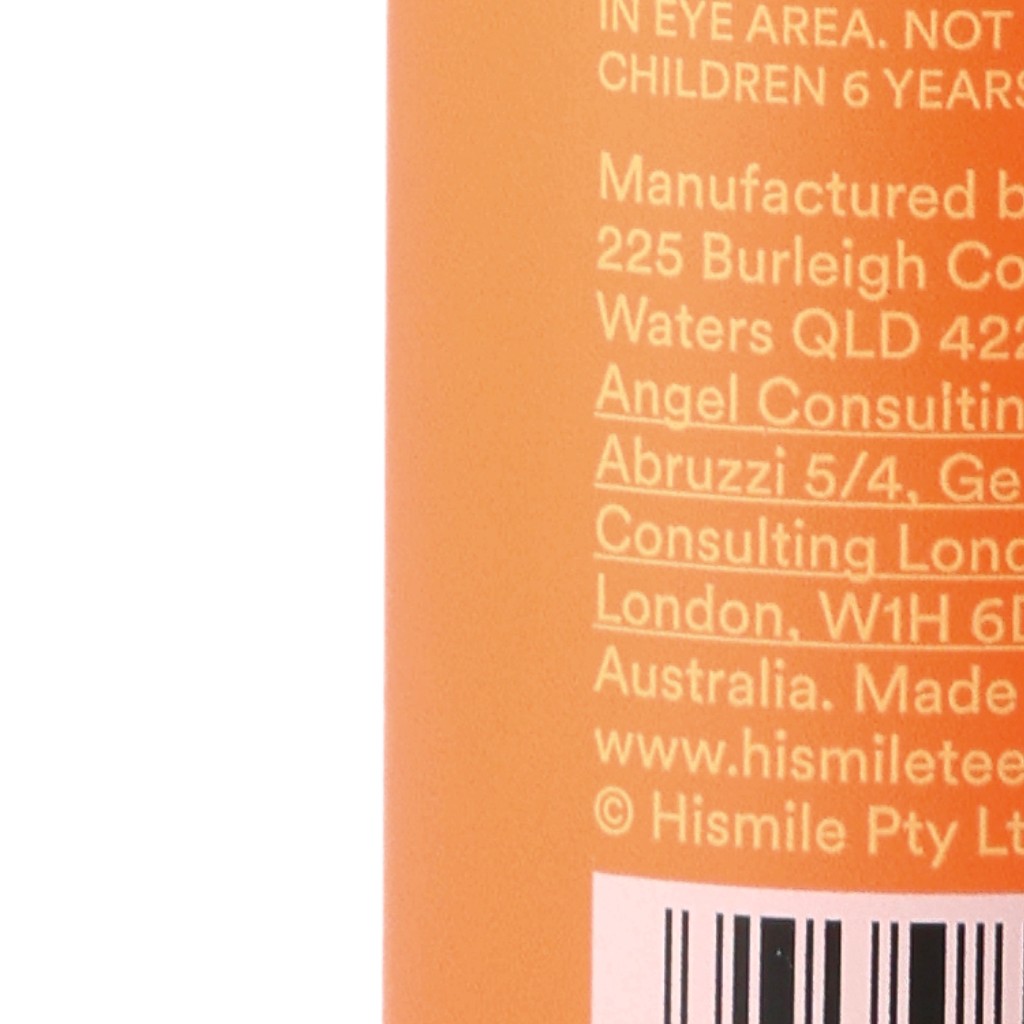 IN EYE AREA. NOT
CHILDREN 6 YEARS
Manufactured b
225 Burleigh Co
Waters QLD 422
Angel Consultin
Abruzzi 5/4, Ge
Consulting Lond
London, W1H 6D
Australia. Made
www.hismiletee
© Hismile Pty Lt